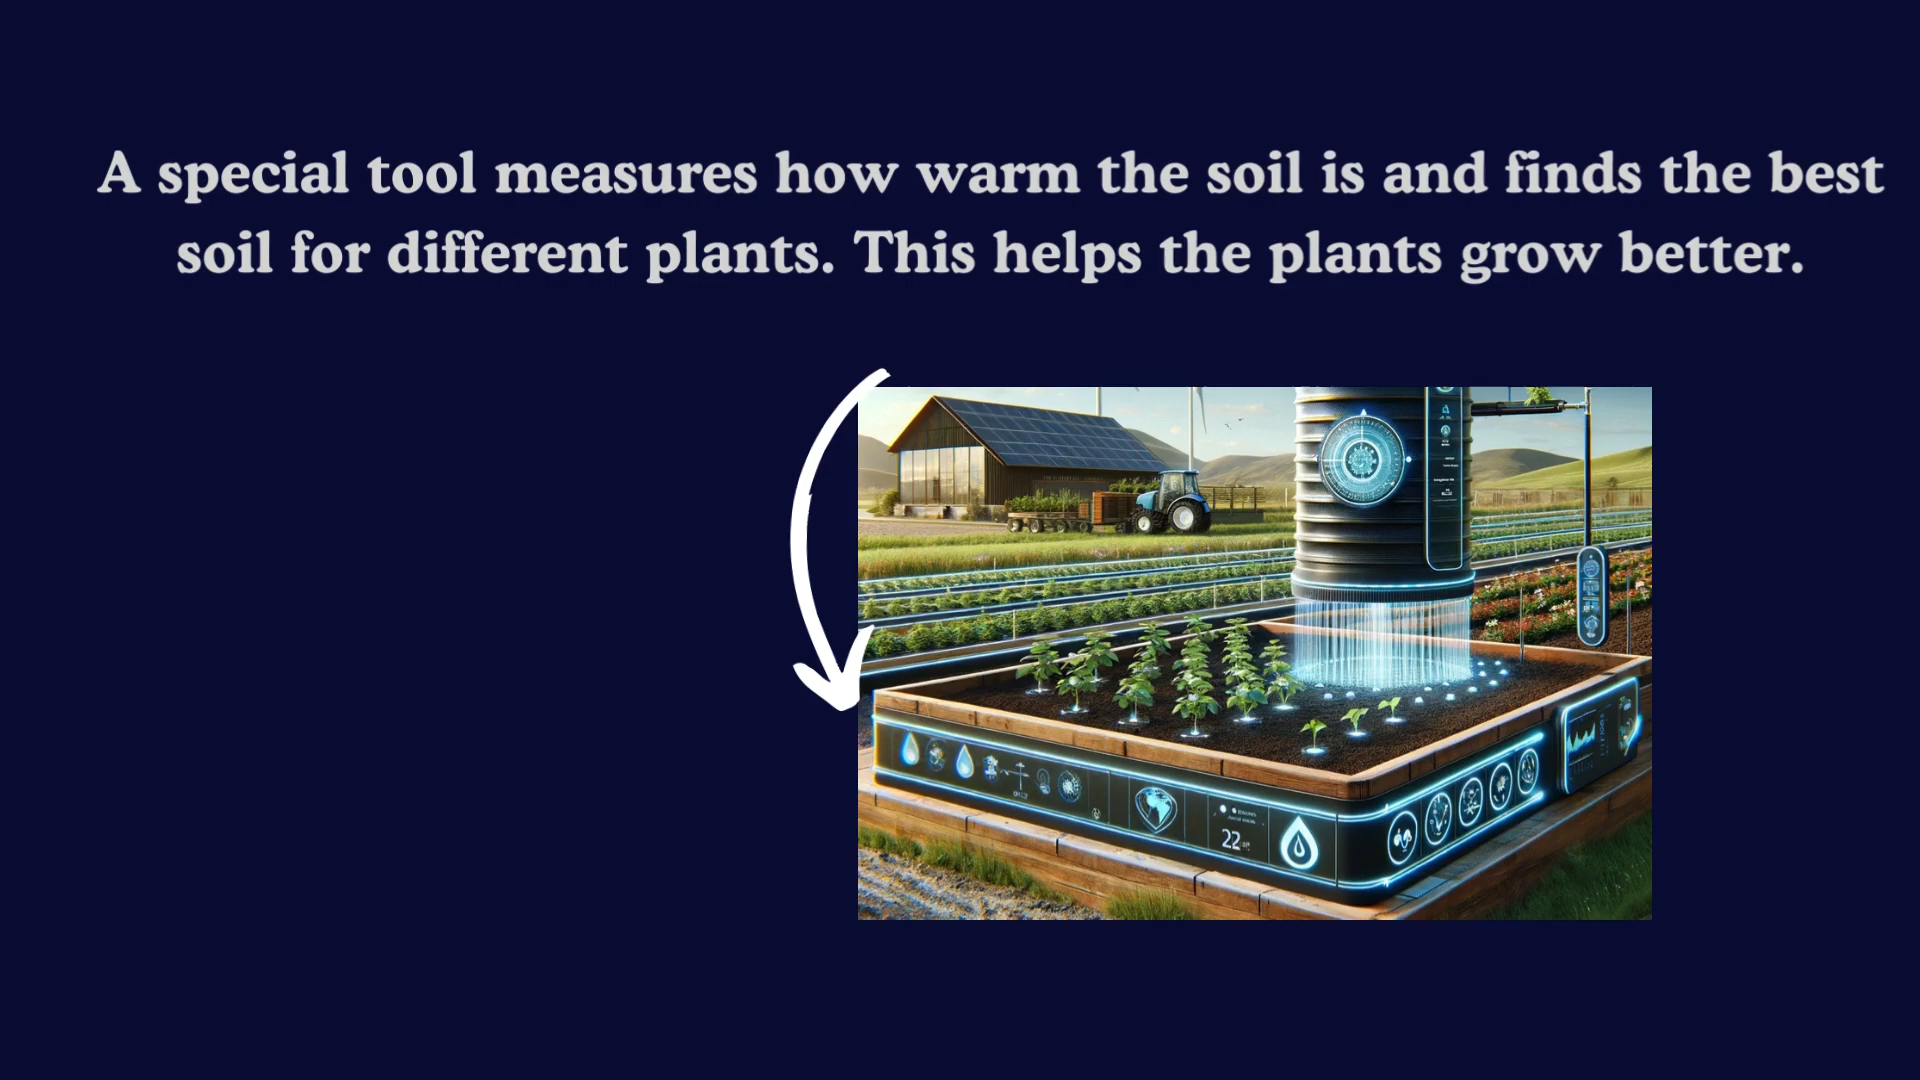 A special tool measures how warm the soil is and finds the best
soil for different plants. This helps the plants grow better.
22